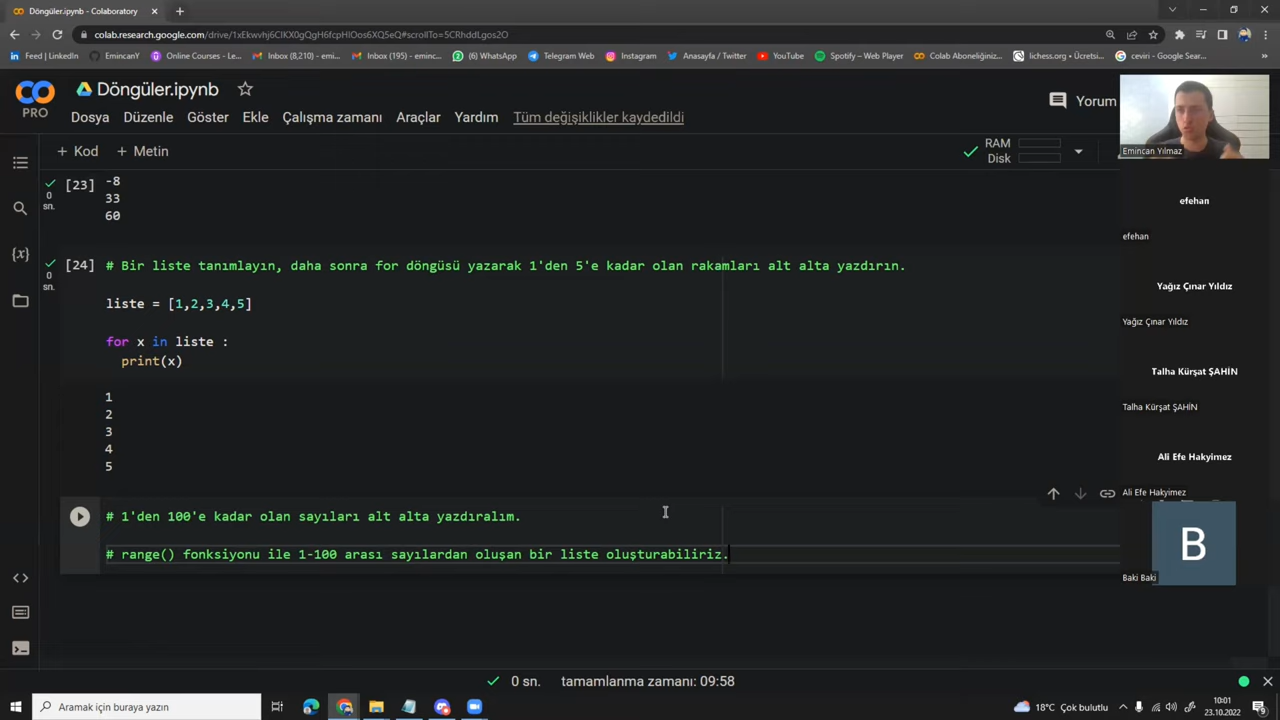 Döngüler.ipynb - Colaboratory
colab.research.google.com/drive/1xEkwvhj6CIKX0gQgH6fcpHIOos6XQ5eQ#scrollTo=5CRhddLgos2O
Feed | LinkedIn
EmincanY
Online Courses - Le...
Inbox (8,210) - emi...
Inbox (195) - eminc...
(6) WhatsApp
Telegram Web
Instagram
Anasayfa / Twitter
YouTube
Spotify – Web Player
Colab Aboneliğiniz...
lichess.org • Ücretsi...
ceviri - Google Sear...
PRO
Döngüler.ipynb
Dosya Düzenle Göster Ekle Çalışma zamanı Araçlar Yardım Tüm değişiklikler kaydedildi
Yorum
+ Kod + Metin
RAM
Disk
Emincan Yılmaz
[23] -8
0
sn.
33
60
[24] # Bir liste tanımlayın, daha sonra for döngüsü yazarak 1'den 5'e kadar olan rakamları alt alta yazdırın.
0
sn.
liste = [1,2,3,4,5]
for x in liste :
print(x)
1
2
3
4
5
# 1'den 100'e kadar olan sayıları alt alta yazdıralım.
# range() fonksiyonu ile 1-100 arası sayılardan oluşan bir liste oluşturabiliriz.
efehan
efehan
Yağız Çınar Yıldız
Yağız Çınar Yıldız
Talha Kürşat ŞAHİN
Talha Kürşat ŞAHİN
Ali Efe Hakyimez
Ali Efe Hakyimez
B
Baki Baki
0 sn. tamamlanma zamanı: 09:58
Aramak için buraya yazın
18°C Çok bulutlu
10:01
23.10.2022
9